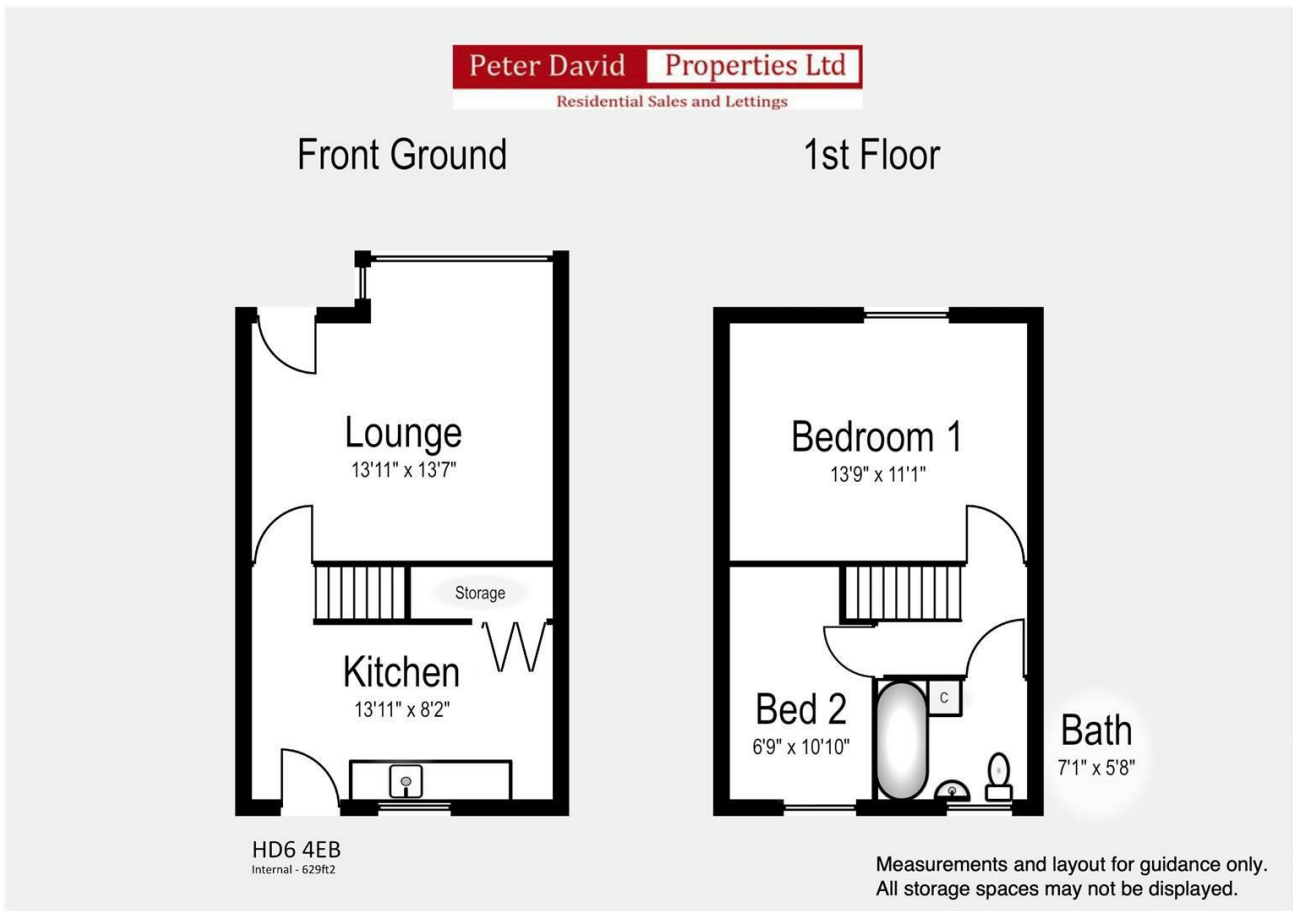 Peter David Properties Ltd
Residential Sales and Lettings
Front Ground
1st Floor
Lounge
13'11" x 13'7"
Storage
Kitchen
13'11" x 8'2"
Bedroom 1
13'9" x 11'1"
Bed 2
6'9" x 10'10"
C
Bath
7'1" x 5'8"
HD6 4EB
Internal - 629ft2
Measurements and layout for guidance only.
All storage spaces may not be displayed.